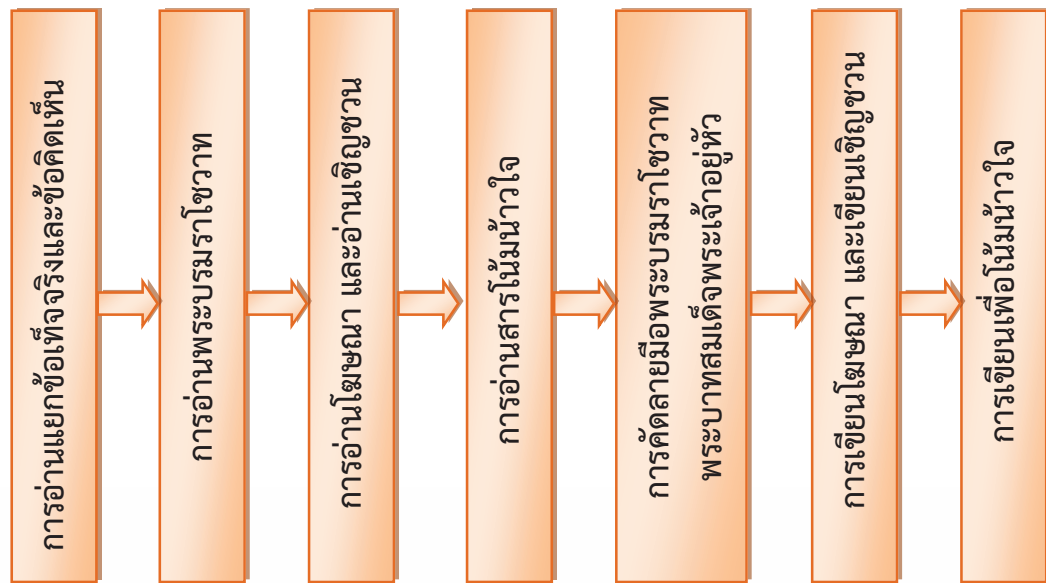 การอ่านแยกข้อเท็จจริงและข้อคิดเห็น
การอ่านพระบรมราโชวาท
การอ่านโฆษณา และอ่านเชิญชวน
การอ่านสารโน้มน้าวใจ
การคัดลายมือพระบรมราโชวาท
พระบาทสมเด็จพระเจ้าอยู่หัว
การเขียนโฆษณา และเขียนเชิญชวน
การเขียนเพื่อโน้มน้าวใจ